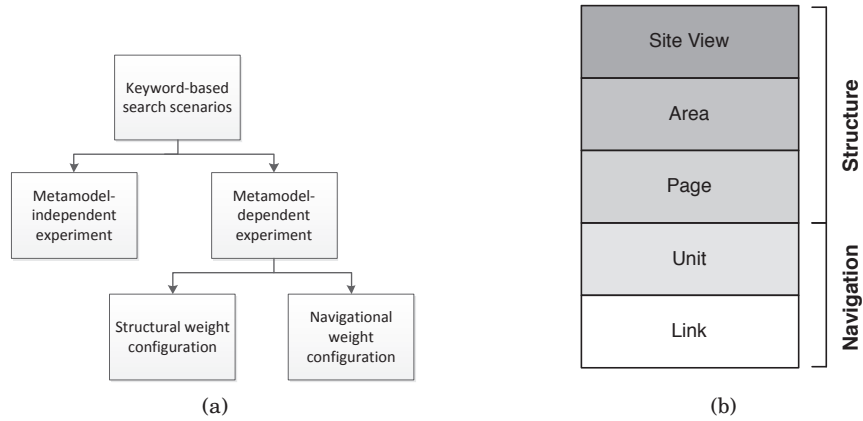 Keyword-based
search scenarios
Metamodel-
independent
experiment
Metamodel-
dependent
experiment
Structural weight
configuration
Navigational
weight
configuration
(a)
Site View
Area
Page
Unit
Link
Structure
Navigation
(b)